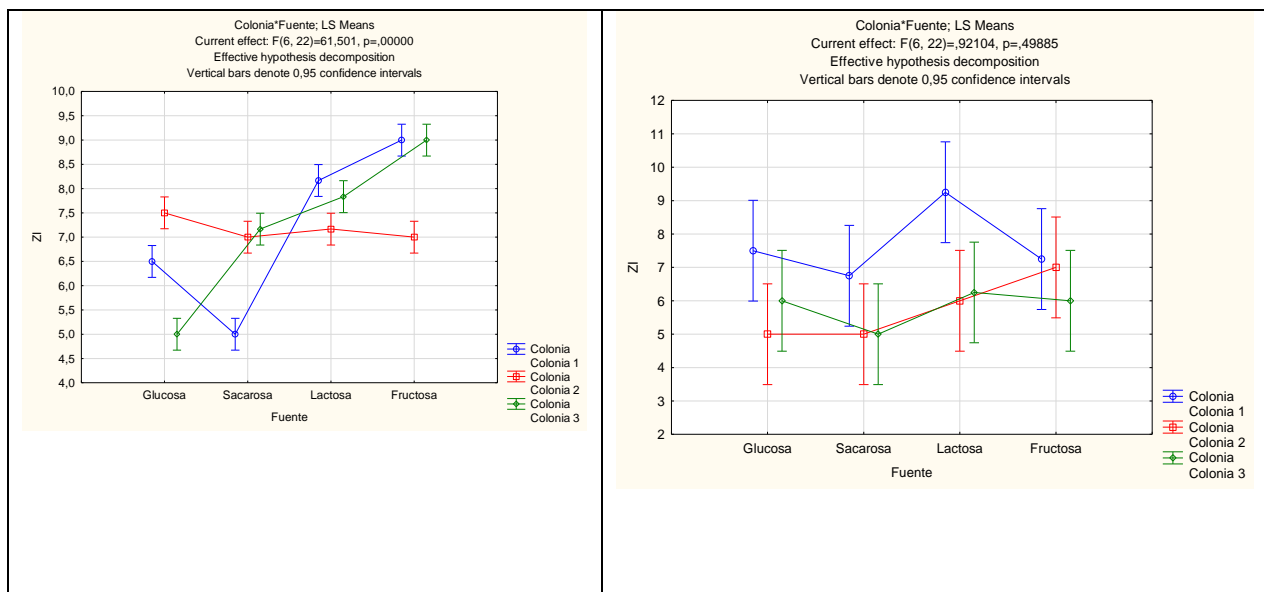 Colonia*Fuente; LS Means
Current effect: F(6, 22)=61,501, p=,00000
Effective hypothesis decomposition
Vertical bars denote 0,95 confidence intervals
10,0
9,5
9,0
8,5
8,0
7,5
7,0
6,5
6,0
5,5
5,0
4,5
4,0
ZI
Glucosa Sacarosa Lactosa Fructosa
Fuente
Colonia
Colonia 1
Colonia
Colonia 2
Colonia
Colonia 3
Colonia*Fuente; LS Means
Current effect: F(6, 22)=,92104, p=,49885
Effective hypothesis decomposition
Vertical bars denote 0,95 confidence intervals
12
11
10
9
8
7
6
5
4
3
2
ZI
Glucosa Sacarosa Lactosa Fructosa
Fuente
Colonia
Colonia 1
Colonia
Colonia 2
Colonia
Colonia 3